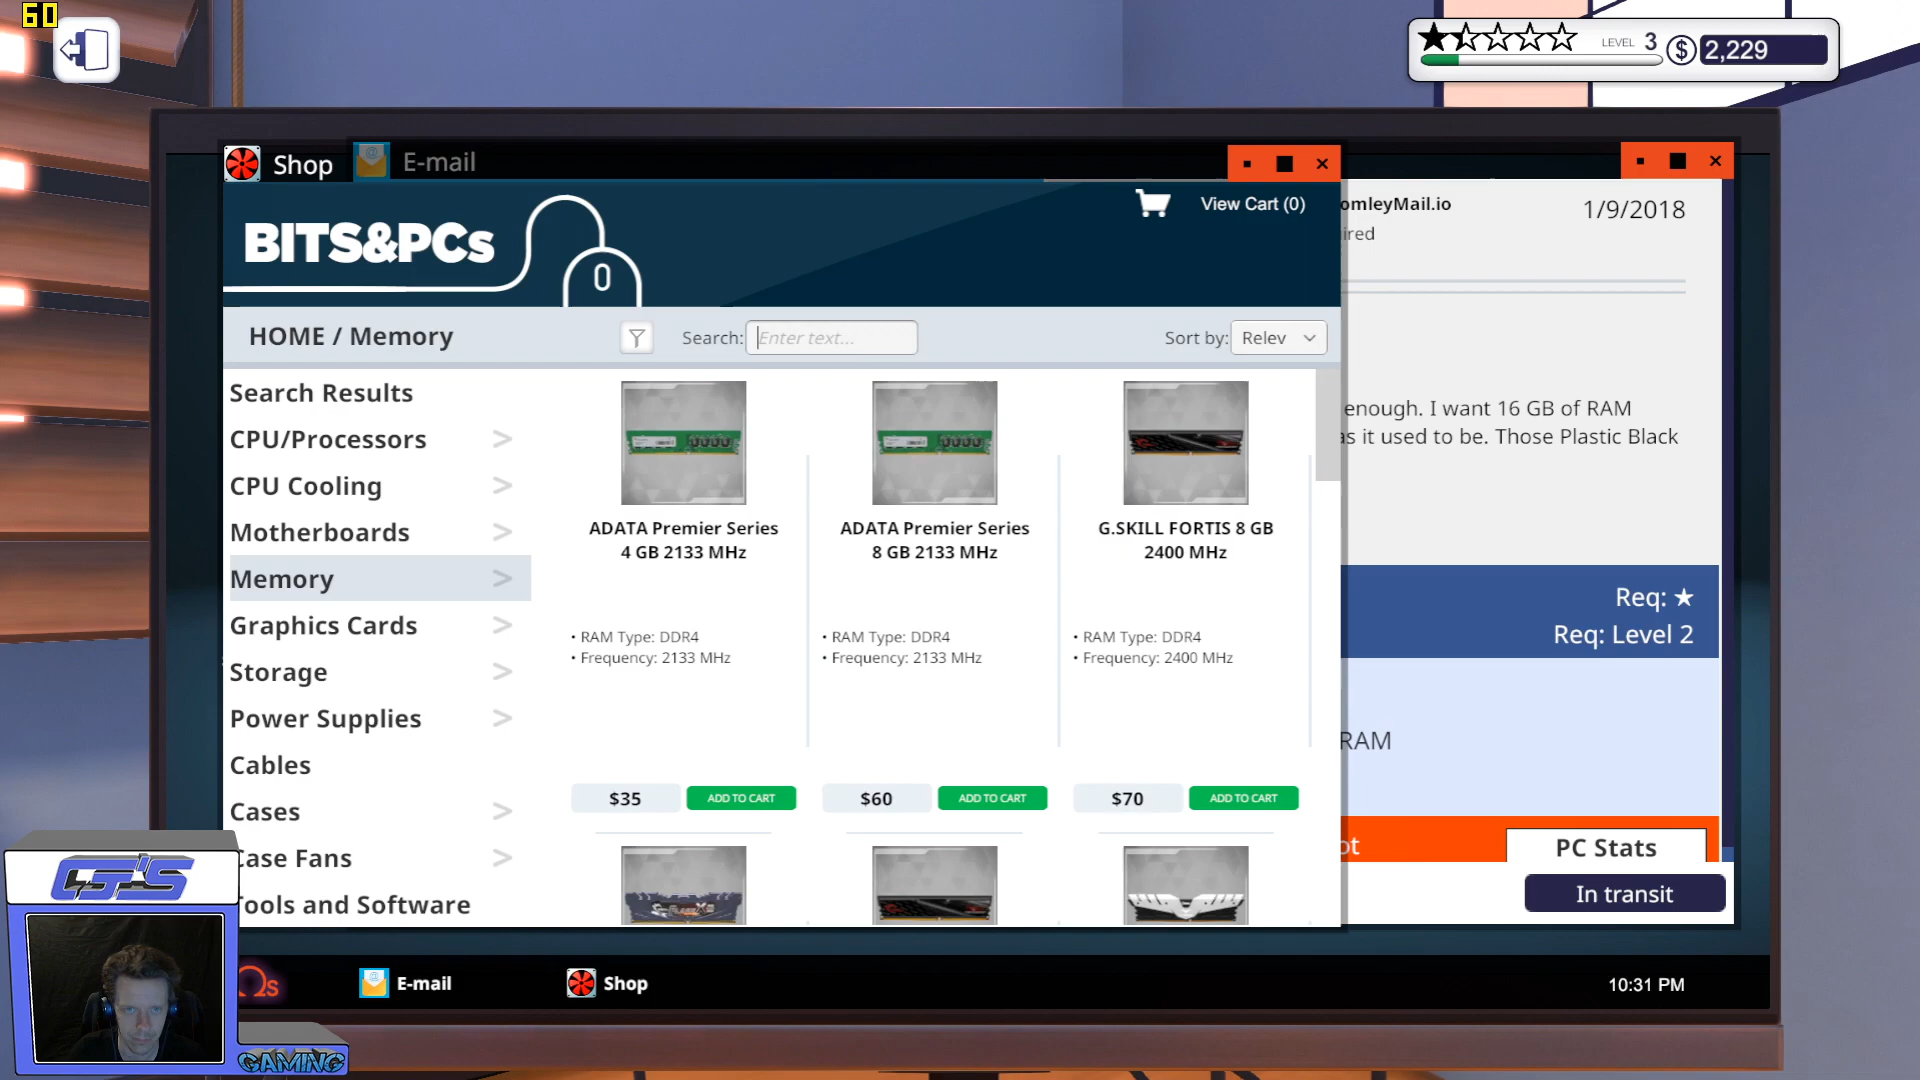 60
LEVEL 3
$ 2,229
Shop
E-mail
View Cart (0)
BITS&PCs
omleyMail.io
1/9/2018
ired
HOME / Memory
Search: Enter text...
Sort by: Relev
Search Results
CPU/Processors >
CPU Cooling >
Motherboards >
Memory >
Graphics Cards >
Storage >
Power Supplies >
Cables
Cases >
Case Fans >
Tools and Software
ADATA Premier Series
4 GB 2133 MHz
• RAM Type: DDR4
• Frequency: 2133 MHz
$35 ADD TO CART
ADATA Premier Series
8 GB 2133 MHz
• RAM Type: DDR4
• Frequency: 2133 MHz
$60 ADD TO CART
G.SKILL FORTIS 8 GB
2400 MHz
• RAM Type: DDR4
• Frequency: 2400 MHz
$70 ADD TO CART
enough. I want 16 GB of RAM
as it used to be. Those Plastic Black
Req: ★
Req: Level 2
RAM
ot
PC Stats
In transit
Ωs
E-mail
Shop
10:31 PM
GAMING